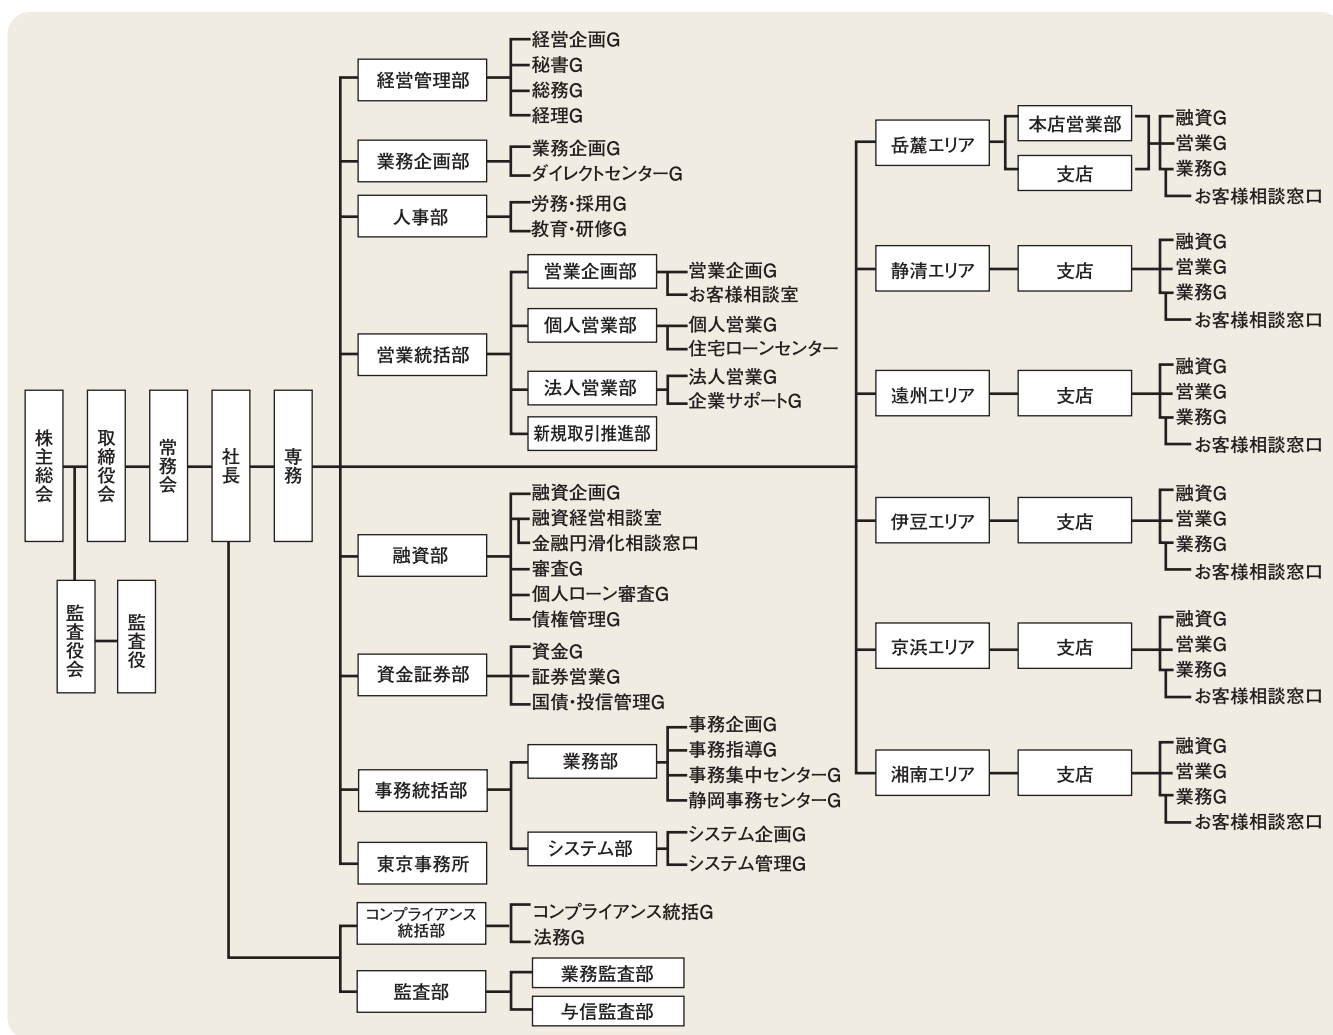 株主総会
取締役会
常務会
社長
専務
監査役会
監査役
経営管理部
経営企画G
秘書G
総務G
経理G
業務企画部
業務企画G
ダイレクトセンターG
人事部
労務・採用G
教育・研修G
営業統括部
営業企画部
営業企画G
お客様相談室
個人営業部
個人営業G
住宅ローンセンター
法人営業部
法人営業G
企業サポートG
新規取引推進部
融資部
融資企画G
融資経営相談室
金融円滑化相談窓口
審査G
個人ローン審査G
債権管理G
資金証券部
資金G
証券営業G
国債・投信管理G
事務統括部
業務部
事務企画G
事務指導G
事務集中センターG
静岡事務センターG
システム部
システム企画G
システム管理G
東京事務所
コンプライアンス
統括部
コンプライアンス統括G
法務G
監査部
業務監査部
与信監査部
岳麓エリア
本店営業部
支店
融資G
営業G
業務G
お客様相談窓口
静清エリア
支店
融資G
営業G
業務G
お客様相談窓口
遠州エリア
支店
融資G
営業G
業務G
お客様相談窓口
伊豆エリア
支店
融資G
営業G
業務G
お客様相談窓口
京浜エリア
支店
融資G
営業G
業務G
お客様相談窓口
湘南エリア
支店
融資G
営業G
業務G
お客様相談窓口